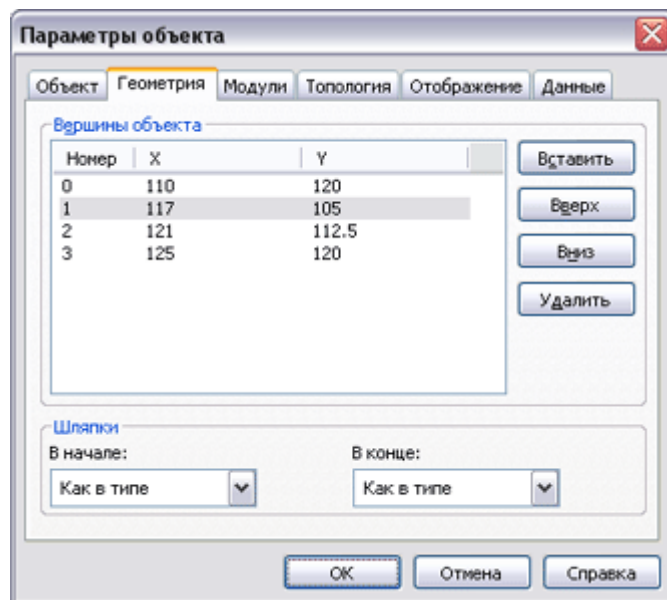 Параметры объекта
Объект Геометрия Модули Топология Отображение Данные
Вершины объекта
Номер X Y
0 110 120
1 117 105
2 121 112.5
3 125 120
Вставить
Вверх
Вниз
Удалить
Шляпки
В начале: В конце:
Как в типе Как в типе
ОК Отмена Справка